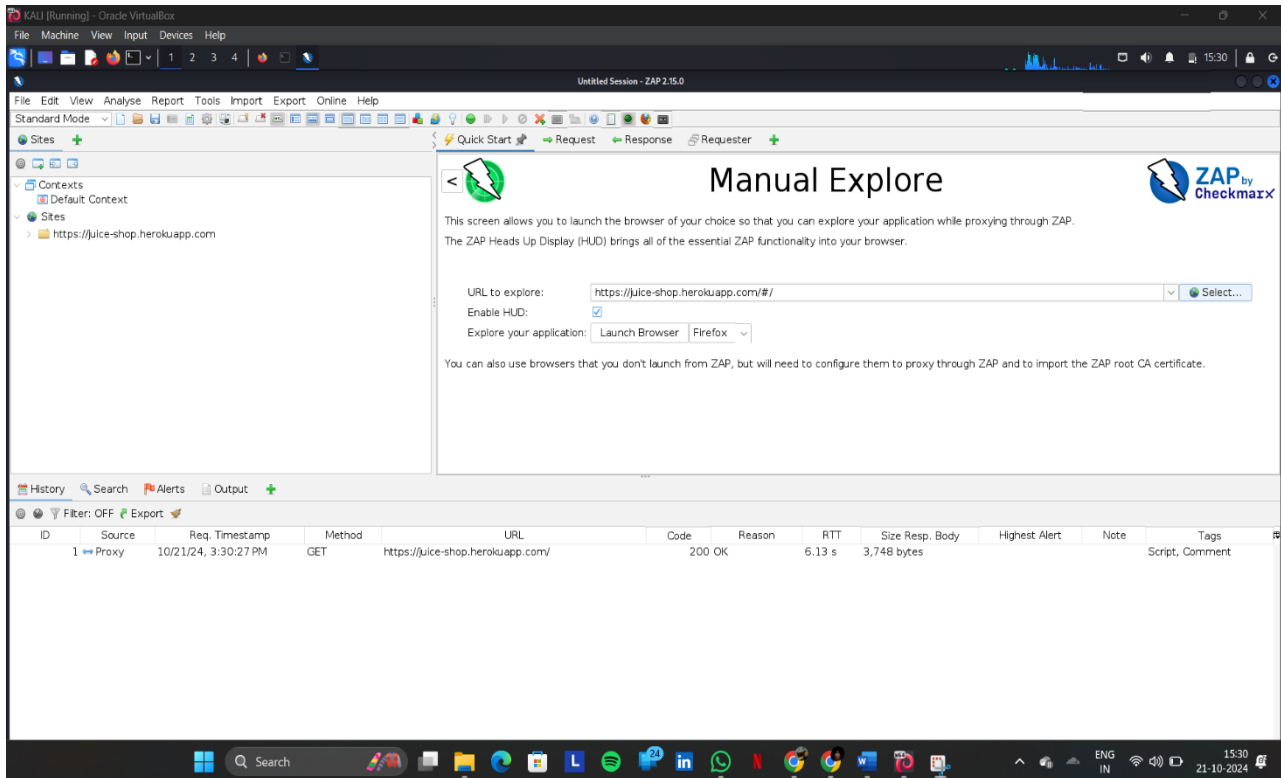 KALI [Running] - Oracle VirtualBox
File Machine View Input Devices Help
1 2 3 4 15:30
Untitled Session - ZAP 2.15.0
File Edit View Analyse Report Tools Import Export Online Help
Standard Mode
Sites
Quick Start Request Response Requester
Contexts
Default Context
Sites
https://juice-shop.herokuapp.com
<
Manual Explore
ZAP by
Checkmarx
This screen allows you to launch the browser of your choice so that you can explore your application while proxying through ZAP.
The ZAP Heads Up Display (HUD) brings all of the essential ZAP functionality into your browser.
URL to explore: https://juice-shop.herokuapp.com/#/ Select...
Enable HUD:
Explore your application: Launch Browser Firefox
You can also use browsers that you don't launch from ZAP, but will need to configure them to proxy through ZAP and to import the ZAP root CA certificate.
History Search Alerts Output
Filter: OFF Export
ID Source Req. Timestamp Method URL Code Reason RTT Size Resp. Body Highest Alert Note Tags
1 Proxy 10/21/24, 3:30:27 PM GET https://juice-shop.herokuapp.com/ 200 OK 6.13 s 3,748 bytes Script, Comment
Search L 24 in N W ENG 15:30
IN 21-10-2024